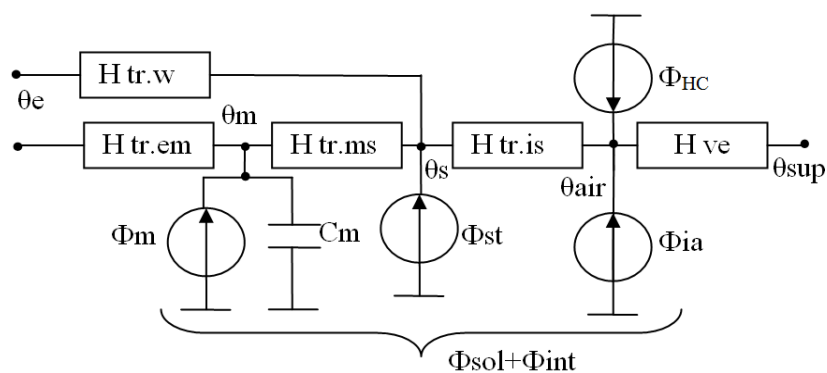 H tr.w
θe
H tr.em
θm
H tr.ms
θs
H tr.is
ΦHC
θair
H ve
θsup
Φm
Cm
Φst
Φia
Φsol+Φint